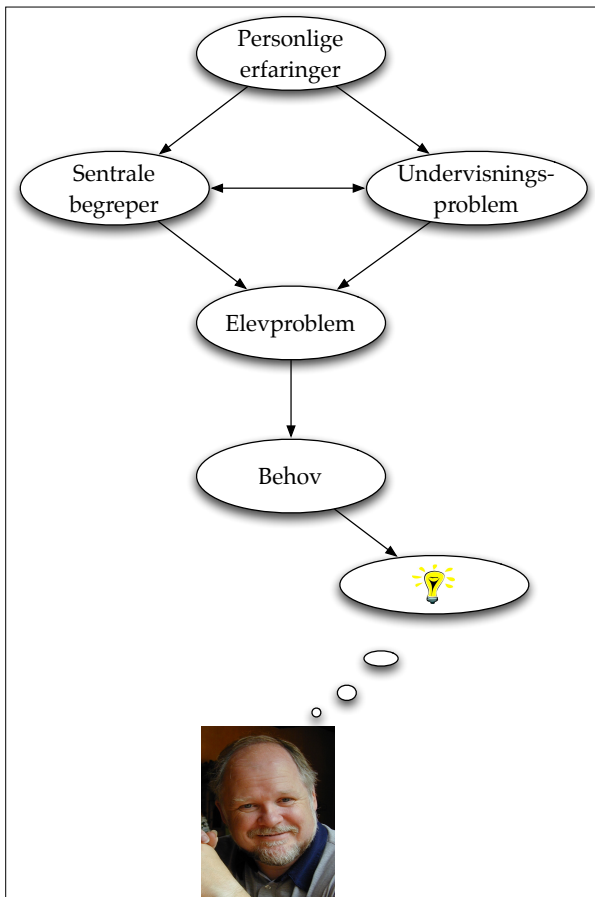 Personlige
erfaringer
Sentrale
begreper
Undervisnings-
problem
Elevproblem
Behov